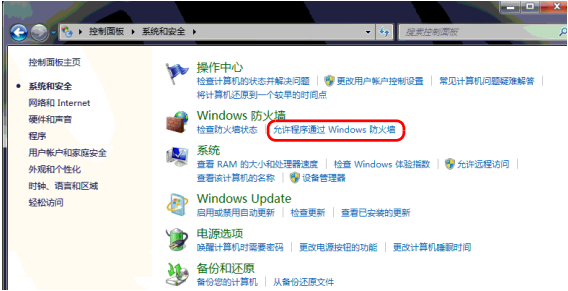 控制面板 ▸ 系统和安全 ▸
搜索控制面板
控制面板主页
系统和安全
网络和 Internet
硬件和声音
程序
用户帐户和家庭安全
外观和个性化
时钟、语言和区域
轻松访问
操作中心
检查计算机的状态并解决问题 更改用户帐户控制设置 常见计算机问题疑难解答
将计算机还原到一个较早的时间点
Windows 防火墙
检查防火墙状态 允许程序通过 Windows 防火墙
系统
查看 RAM 的大小和处理器速度 检查 Windows 体验指数 允许远程访问
查看该计算机的名称 设备管理器
Windows Update
启用或禁用自动更新 检查更新 查看已安装的更新
电源选项
唤醒计算机时需要密码 更改电源按钮的功能 更改计算机睡眠时间
备份和还原
备份您的计算机 从备份还原文件